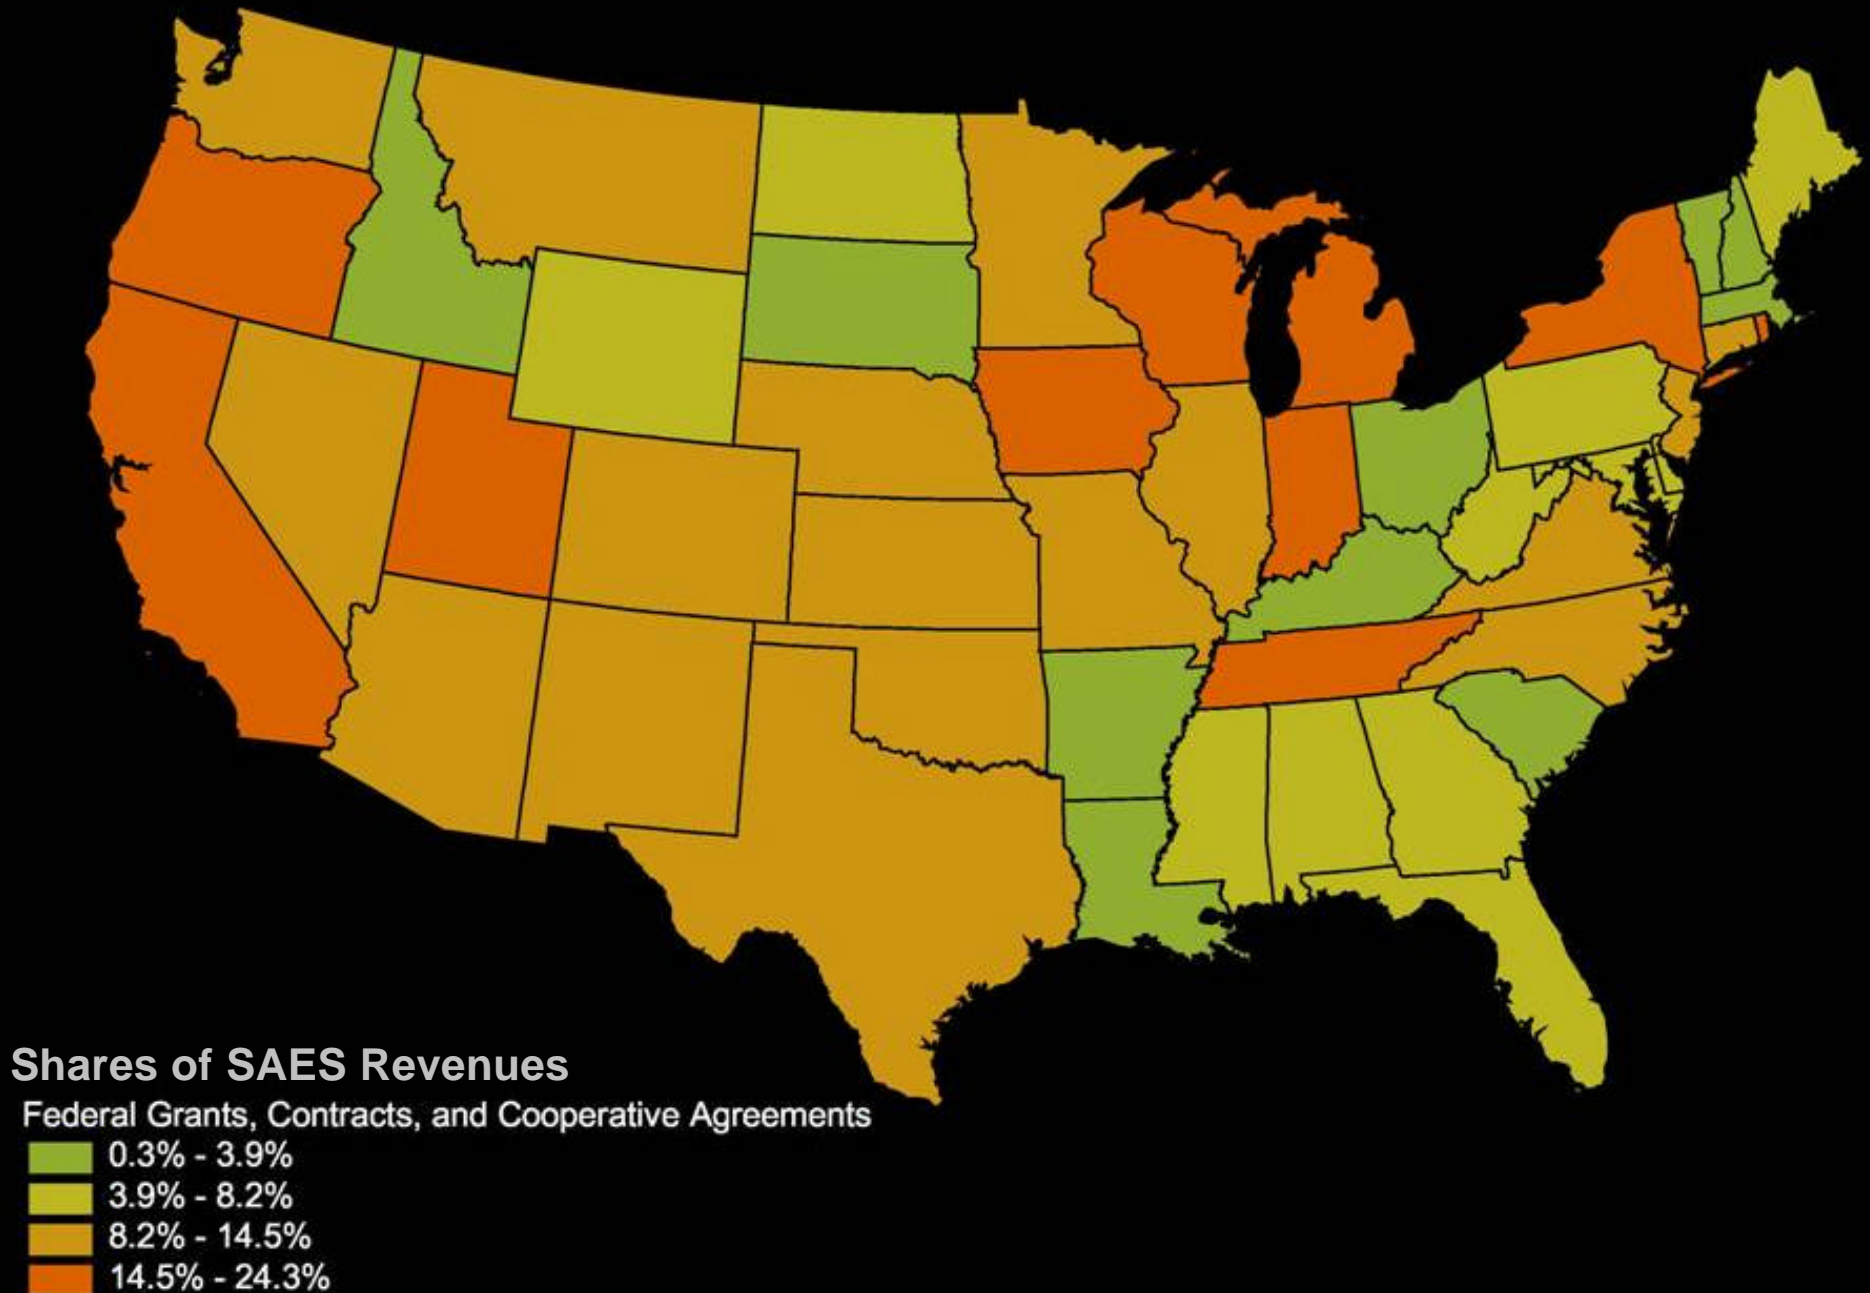 Shares of SAES Revenues
Federal Grants, Contracts, and Cooperative Agreements
0.3% - 3.9%
3.9% - 8.2%
8.2% - 14.5%
14.5% - 24.3%